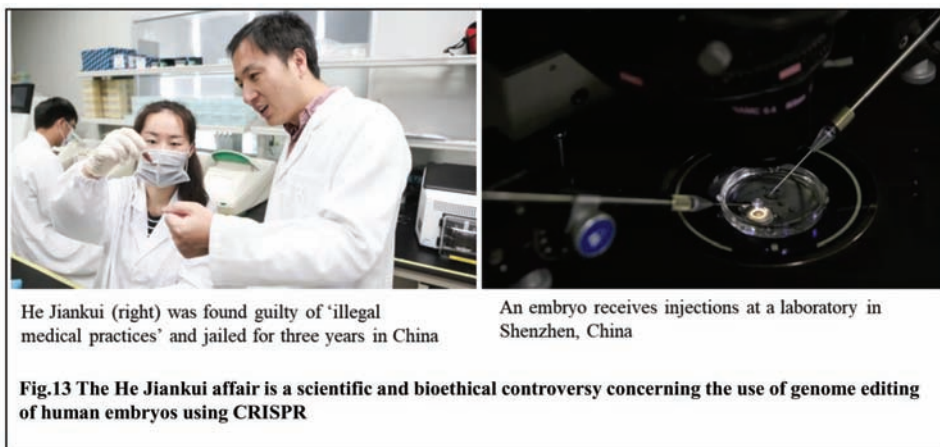 He Jiankui (right) was found guilty of ‘illegal
medical practices’ and jailed for three years in China
An embryo receives injections at a laboratory in
Shenzhen, China
Fig.13 The He Jiankui affair is a scientific and bioethical controversy concerning the use of genome editing
of human embryos using CRISPR